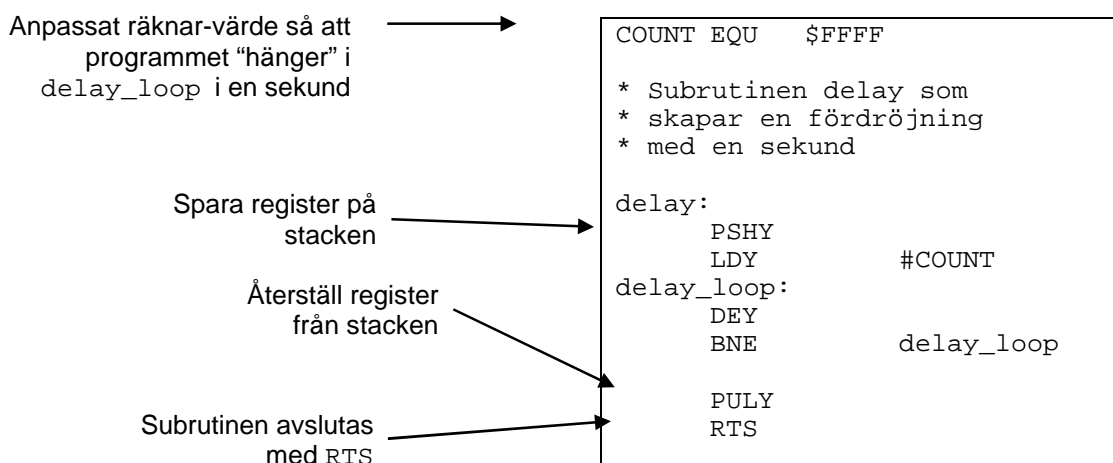 Anpassat räknar-värde så att
programmet “hänger” i
delay_loop i en sekund
Spara register på
stacken
Återställ register
från stacken
Subrutinen avslutas
med RTS
COUNT EQU $FFFF
* Subrutinen delay som
* skapar en fördröjning
* med en sekund
delay:
PSHY
LDY #COUNT
delay_loop:
DEY
BNE delay_loop
PULY
RTS